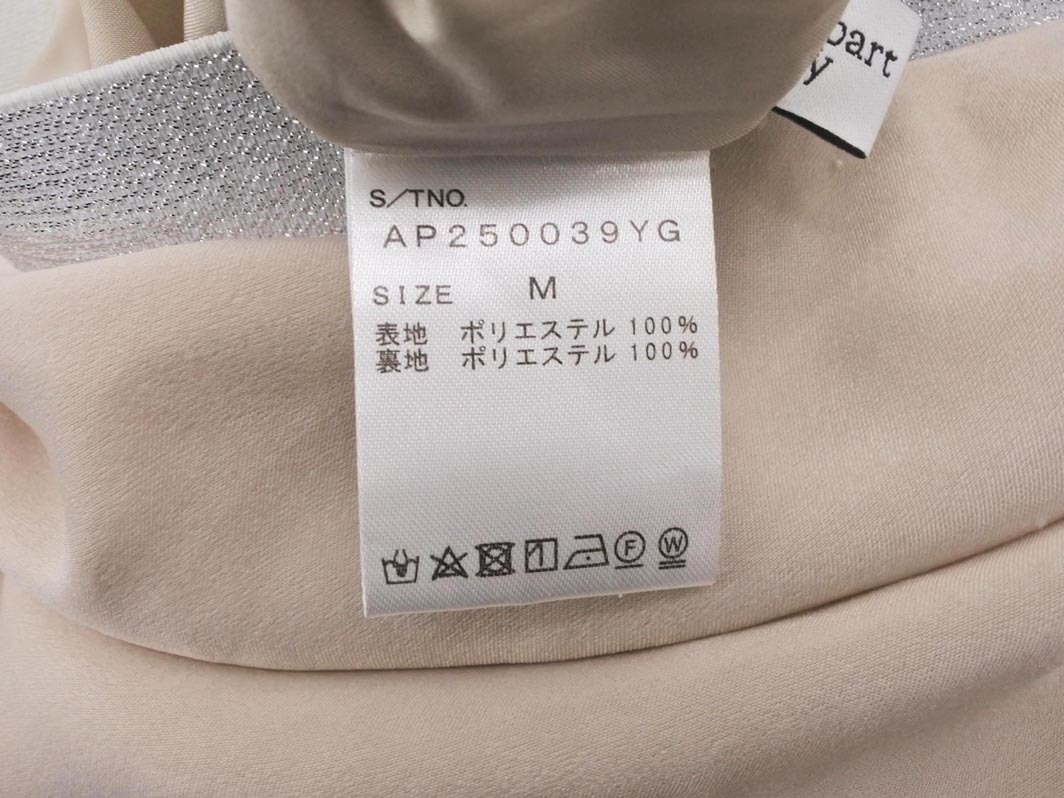 part
y
S/TNO.
AP250039YG
SIZE M
表地 ポリエステル 100%
裏地 ポリエステル 100%
F W